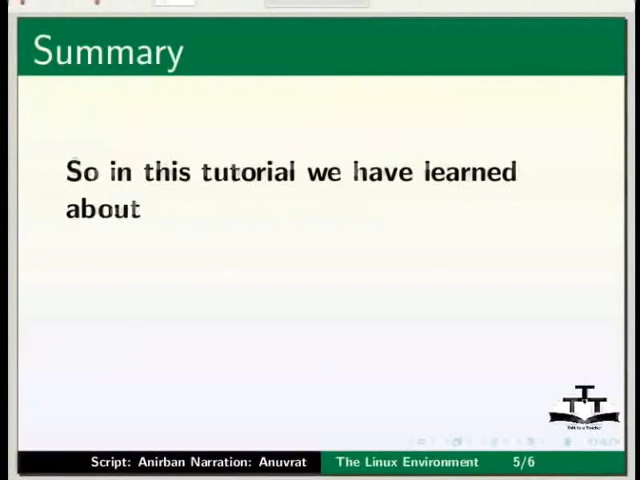 Summary
So in this tutorial we have learned
about
Script: Anirban Narration: Anuvrat The Linux Environment 5/6